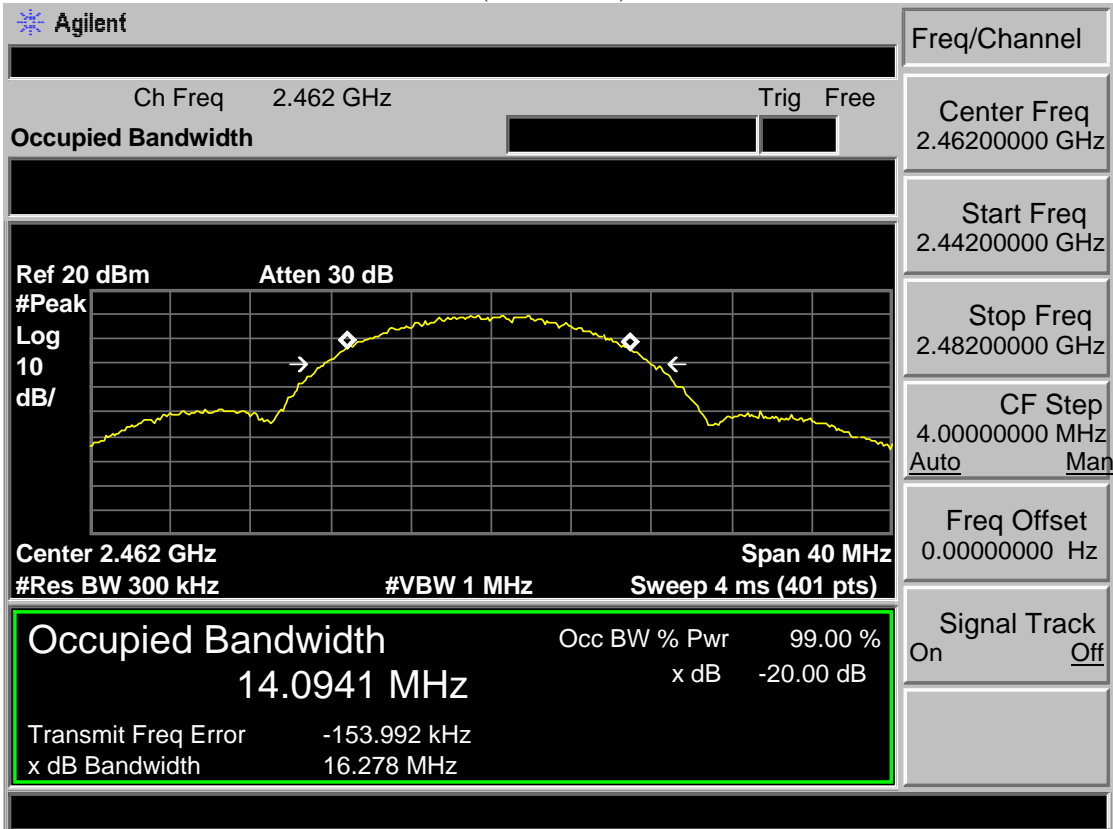 Agilent
Freq/Channel
Ch Freq 2.462 GHz Trig Free
Occupied Bandwidth
Center Freq
2.46200000 GHz
Start Freq
2.44200000 GHz
Ref 20 dBm Atten 30 dB
#Peak
Log
10
dB/
Stop Freq
2.48200000 GHz
CF Step
4.00000000 MHz
Auto Man
Center 2.462 GHz Span 40 MHz
#Res BW 300 kHz #VBW 1 MHz Sweep 4 ms (401 pts)
Freq Offset
0.00000000 Hz
Occupied Bandwidth Occ BW % Pwr 99.00 %
14.0941 MHz x dB -20.00 dB
Transmit Freq Error -153.992 kHz
x dB Bandwidth 16.278 MHz
Signal Track
On Off